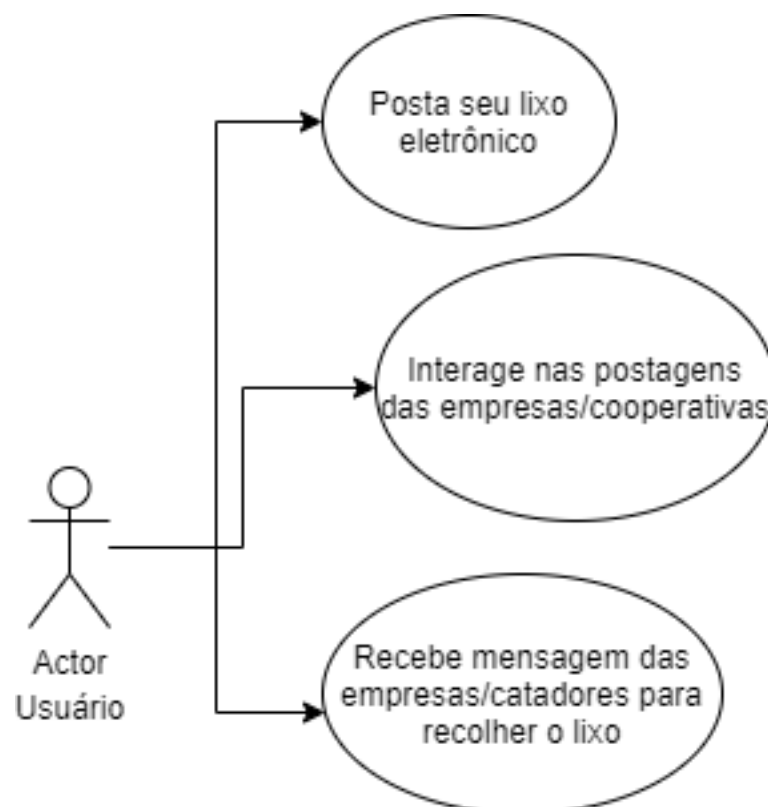 Posta seu lixo
eletrônico
Interage nas postagens
das empresas/cooperativas
Actor
Usuário
Recebe mensagem das
empresas/catadores para
recolher o lixo